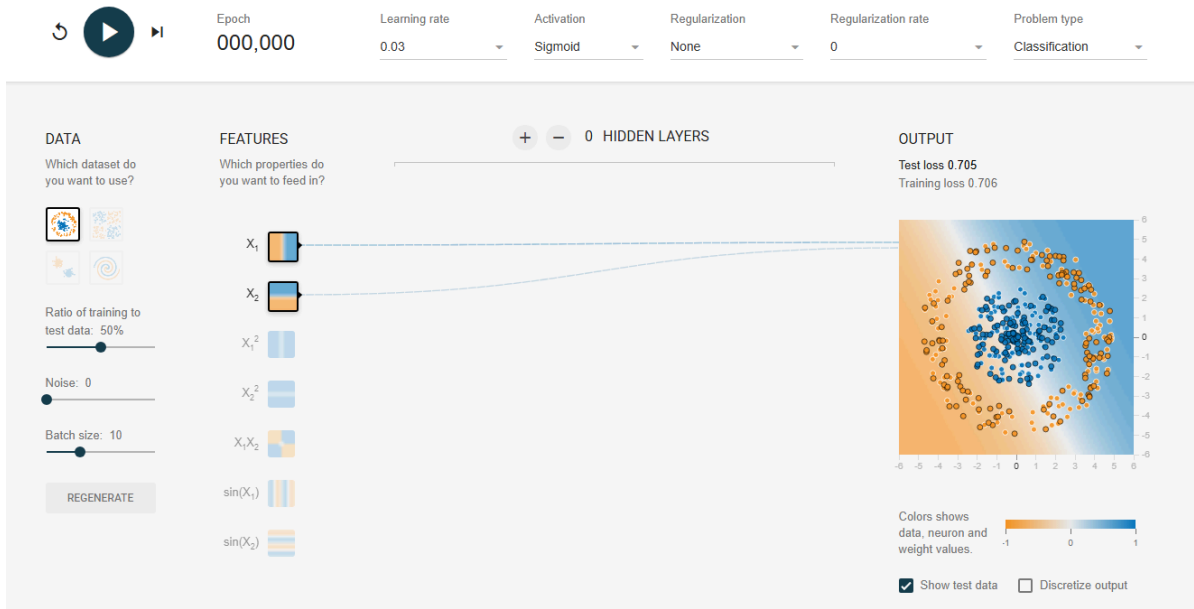 Epoch
000,000
Learning rate
0.03
Activation
Sigmoid
Regularization
None
Regularization rate
0
Problem type
Classification
DATA
Which dataset do
you want to use?
Ratio of training to
test data: 50%
Noise: 0
Batch size: 10
REGENERATE
FEATURES
Which properties do
you want to feed in?
X₁
X₂
X₁²
X₂²
X₁X₂
sin(X₁)
sin(X₂)
+ − 0 HIDDEN LAYERS
OUTPUT
Test loss 0.705
Training loss 0.706
6
5
4
3
2
1
0
-1
-2
-3
-4
-5
-6
-6 -5 -4 -3 -2 -1 0 1 2 3 4 5 6
Colors shows
data, neuron and
weight values.
-1 0 1
Show test data
Discretize output